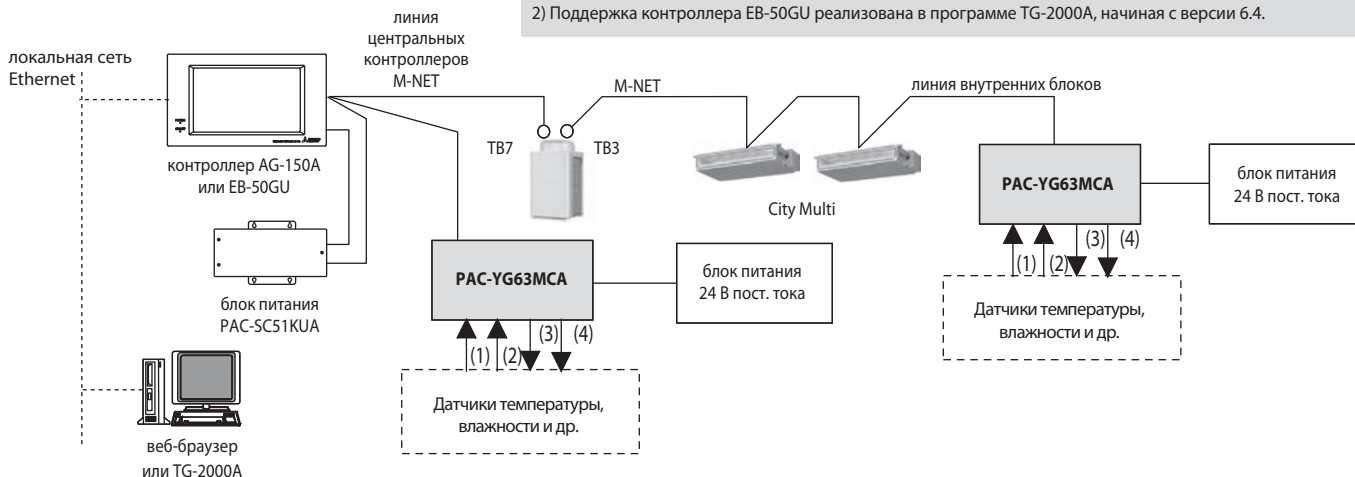 2) Поддержка контроллера EB-50GU реализована в программе TG-2000A, начиная с версии 6.4.
локальная сеть
Ethernet
линия
центральных
контроллеров
M-NET
контроллер AG-150A
или EB-50GU
блок питания
PAC-SC51KUA
веб-браузер
или TG-2000A
TB7
TB3
M-NET
City Multi
линия внутренних блоков
PAC-YG63MCA
блок питания
24 В пост. тока
(1)
(2)
(3)
(4)
Датчики температуры,
влажности и др.
PAC-YG63MCA
блок питания
24 В пост. тока
(1)
(2)
(3)
(4)
Датчики температуры,
влажности и др.